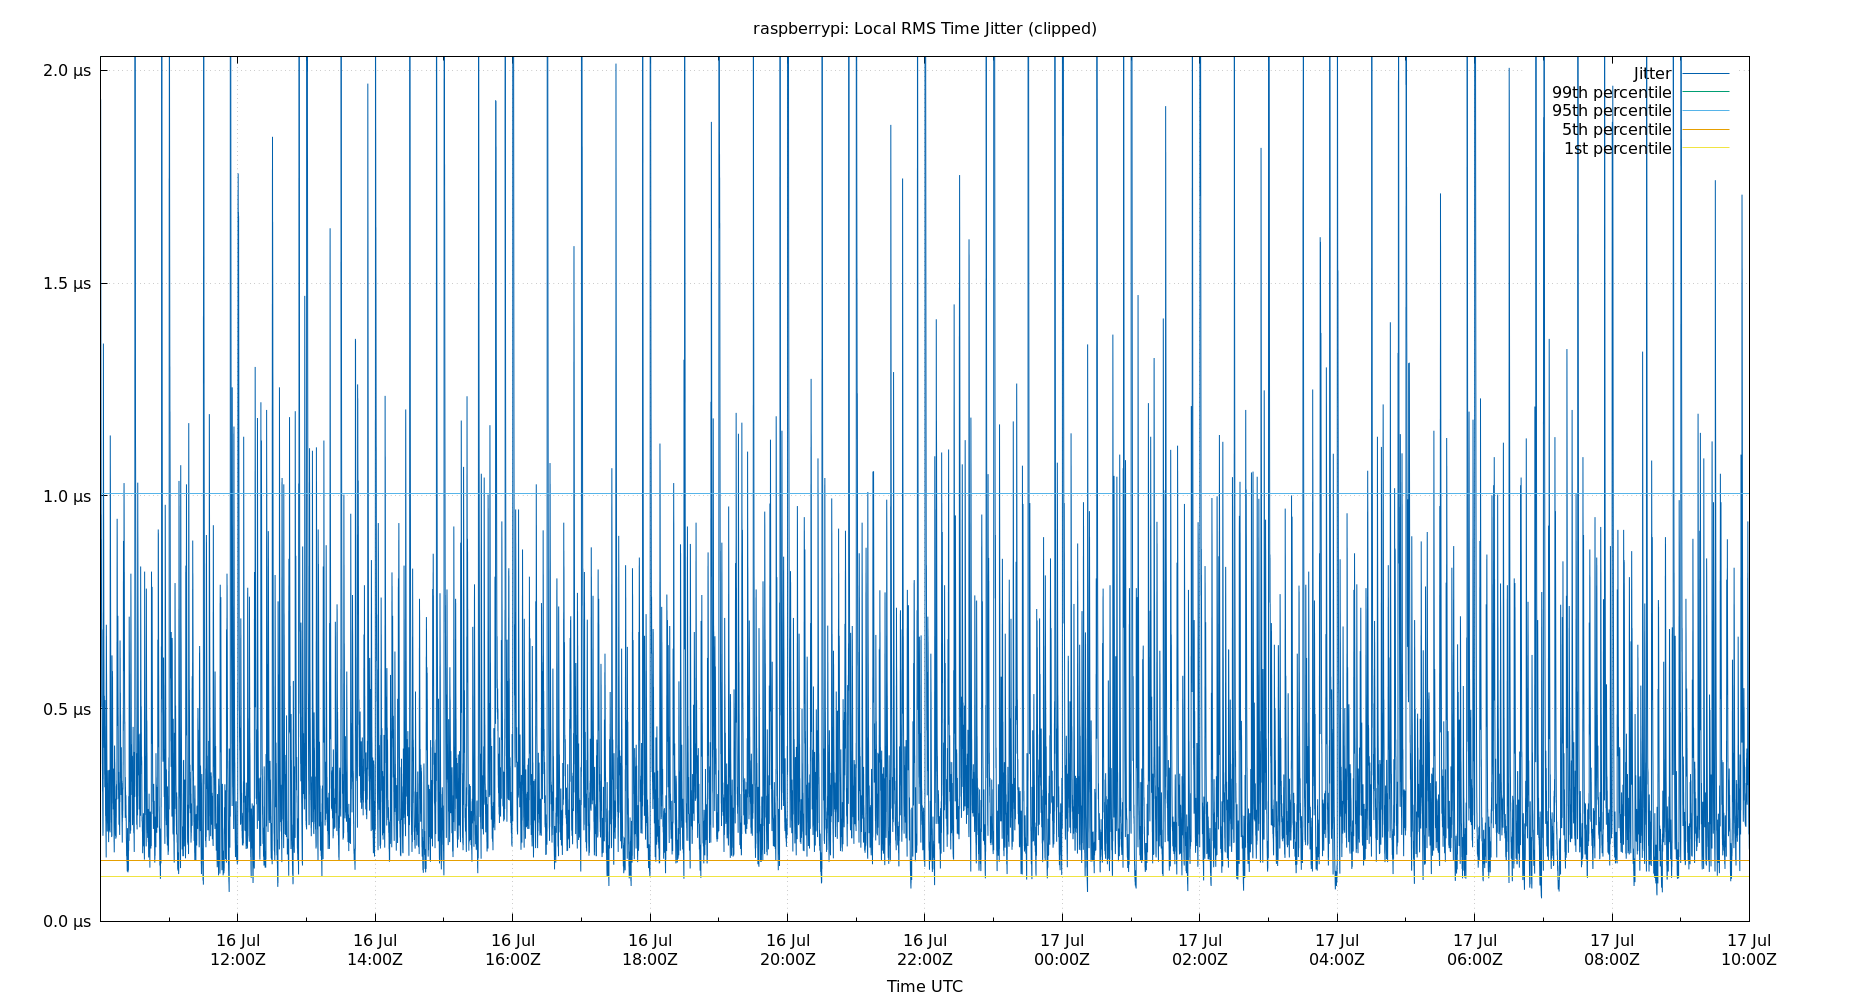 raspberrypi: Local RMS Time Jitter (clipped)
2.0 µs
1.5 µs
1.0 µs
0.5 µs
0.0 µs
Jitter
99th percentile
95th percentile
5th percentile
1st percentile
16 Jul 16 Jul 16 Jul 16 Jul 16 Jul 16 Jul 17 Jul 17 Jul 17 Jul 17 Jul 17 Jul 17 Jul
12:00Z 14:00Z 16:00Z 18:00Z 20:00Z 22:00Z 00:00Z 02:00Z 04:00Z 06:00Z 08:00Z 10:00Z
Time UTC